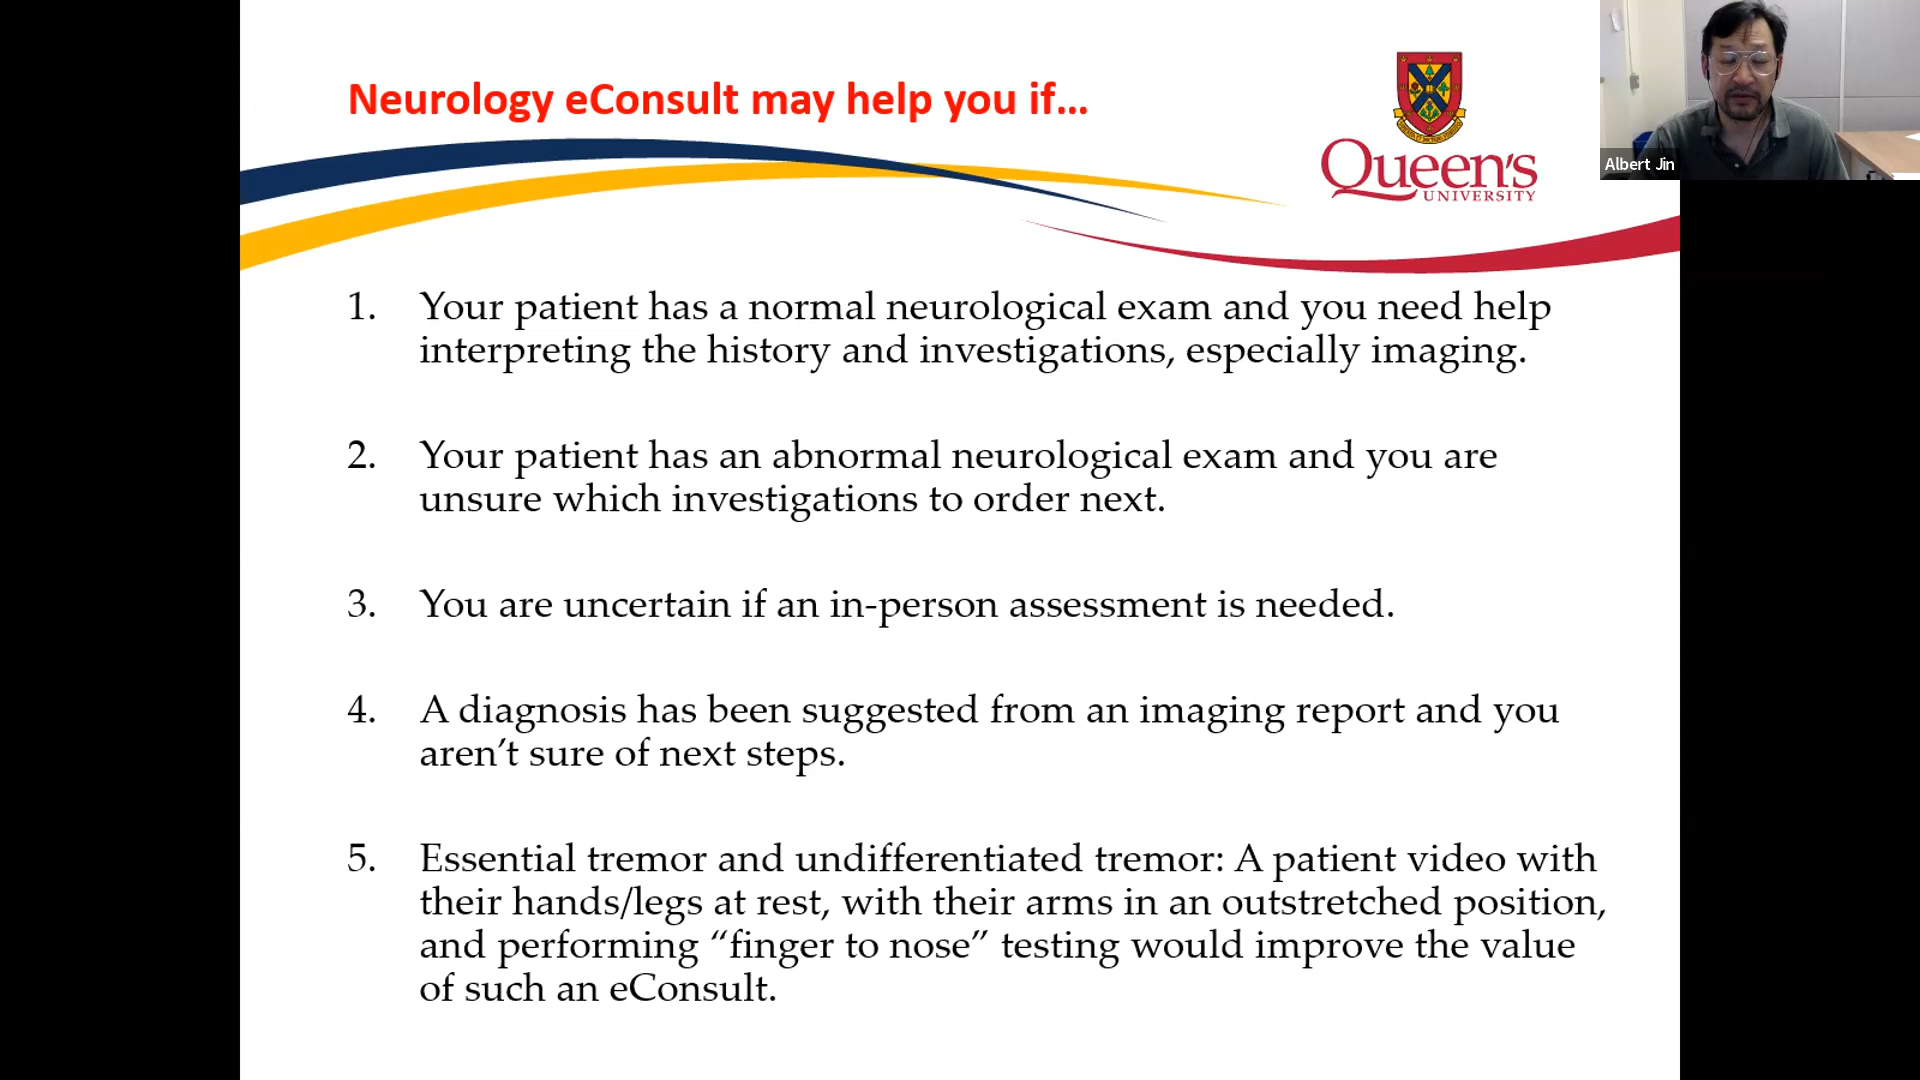 Neurology eConsult may help you if...
Queen's
UNIVERSITY
Albert Jin
1. Your patient has a normal neurological exam and you need help
interpreting the history and investigations, especially imaging.
2. Your patient has an abnormal neurological exam and you are
unsure which investigations to order next.
3. You are uncertain if an in-person assessment is needed.
4. A diagnosis has been suggested from an imaging report and you
aren’t sure of next steps.
5. Essential tremor and undifferentiated tremor: A patient video with
their hands/legs at rest, with their arms in an outstretched position,
and performing “finger to nose” testing would improve the value
of such an eConsult.